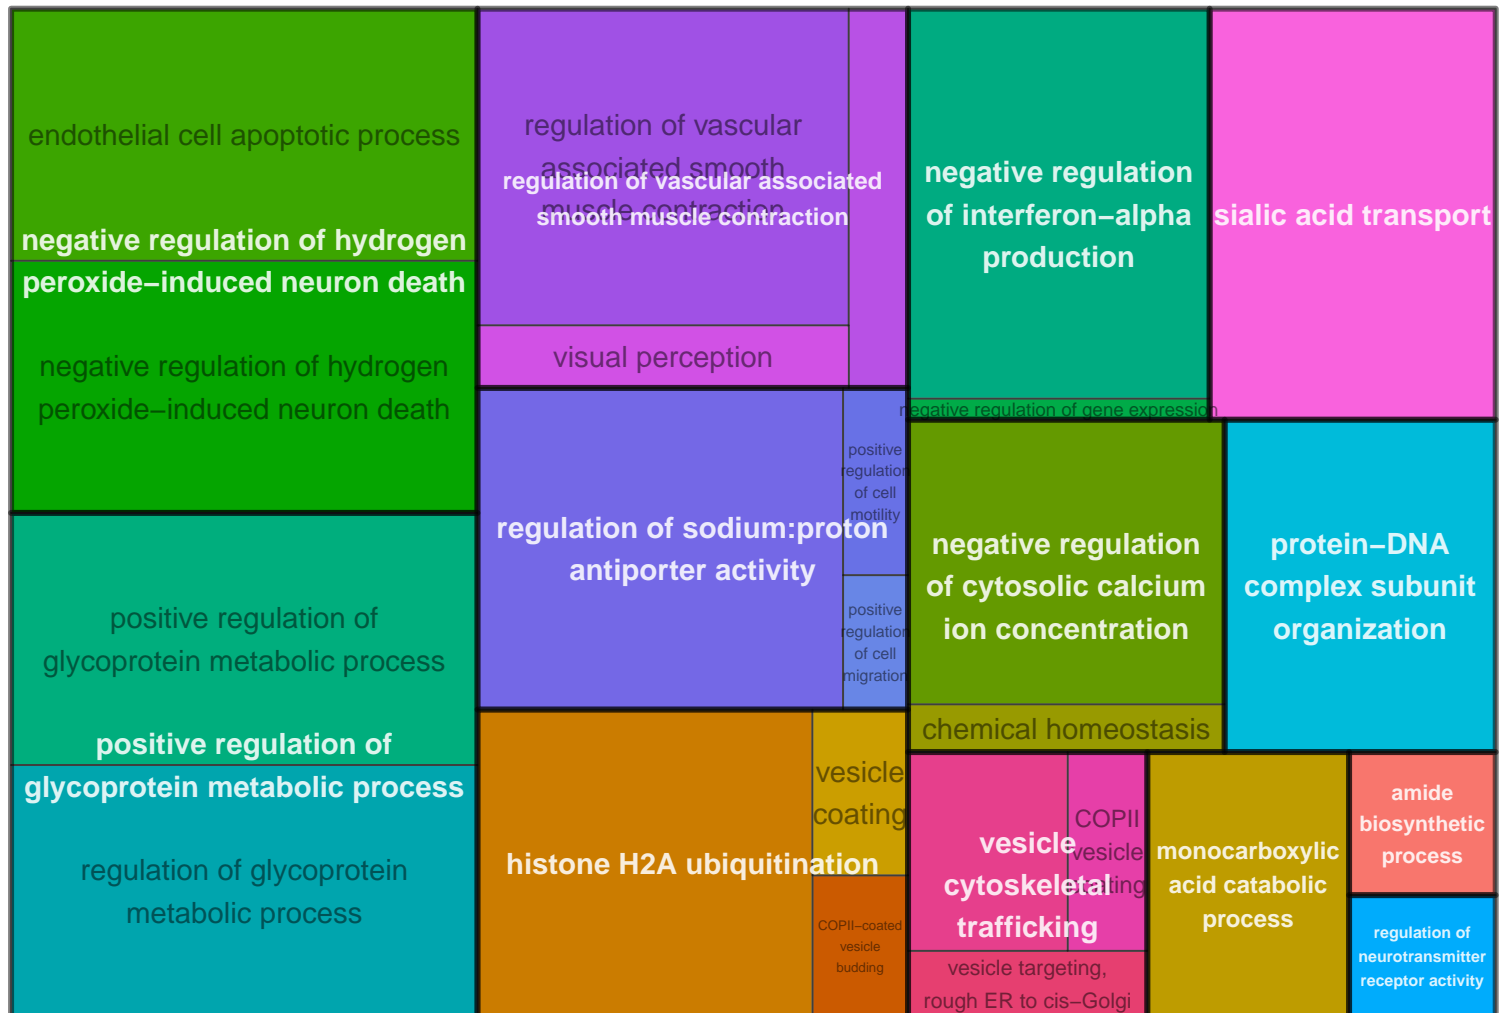 endothelial cell apoptotic process
negative regulation of hydrogen
peroxide−induced neuron death
negative regulation of hydrogen
peroxide−induced neuron death
positive regulation of
glycoprotein metabolic process
positive regulation of
glycoprotein metabolic process
regulation of glycoprotein
metabolic process
regulation of vascular
associated smooth
muscle contraction
regulation of vascular associated
smooth muscle contraction
visual perception
regulation of sodium:proton
antiporter activity
positive
regulation
of cell
motility
positive
regulation
of cell
migration
histone H2A ubiquitination
vesicle
coating
COPII−coated
vesicle
budding
negative regulation
of interferon−alpha
production
negative regulation of gene expression
sialic acid transport
negative regulation
of cytosolic calcium
ion concentration
chemical homeostasis
protein−DNA
complex subunit
organization
vesicle
cytoskeletal
trafficking
COPII
vesicle
coating
vesicle targeting,
rough ER to cis−Golgi
monocarboxylic
acid catabolic
process
amide
biosynthetic
process
regulation of
neurotransmitter
receptor activity